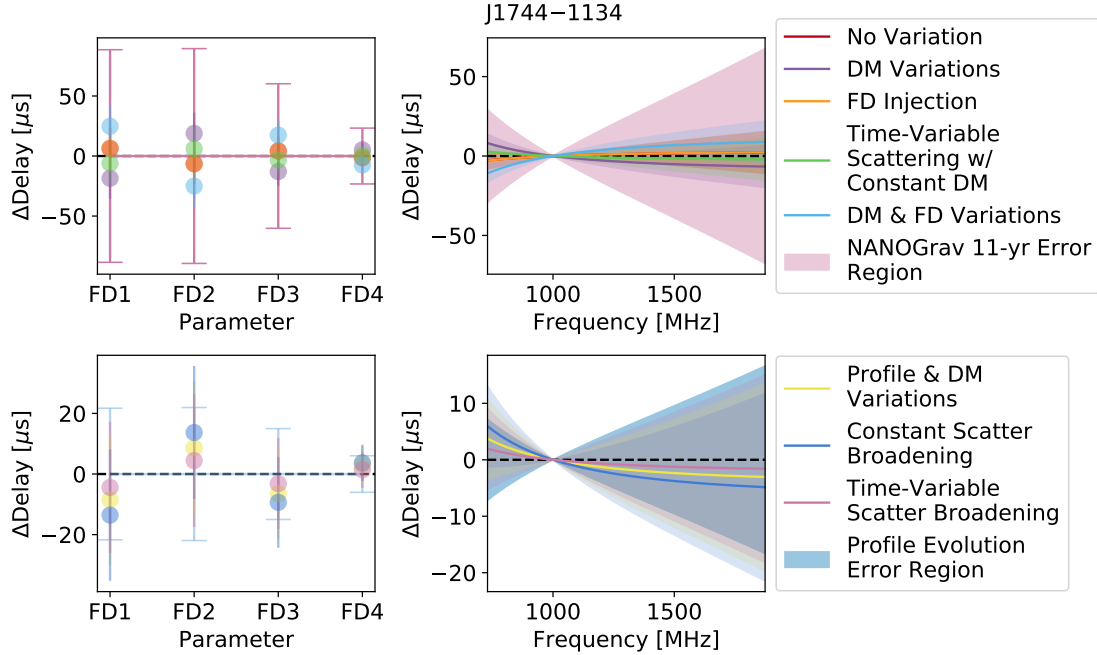 J1744−1134
ΔDelay [μs]
50
0
−50
FD1 FD2 FD3 FD4
Parameter
ΔDelay [μs]
50
0
−50
1000 1500
Frequency [MHz]
No Variation
DM Variations
FD Injection
Time-Variable
Scattering w/
Constant DM
DM & FD Variations
NANOGrav 11-yr Error
Region
ΔDelay [μs]
20
0
−20
FD1 FD2 FD3 FD4
Parameter
ΔDelay [μs]
10
0
−10
−20
1000 1500
Frequency [MHz]
Profile & DM
Variations
Constant Scatter
Broadening
Time-Variable
Scatter Broadening
Profile Evolution
Error Region